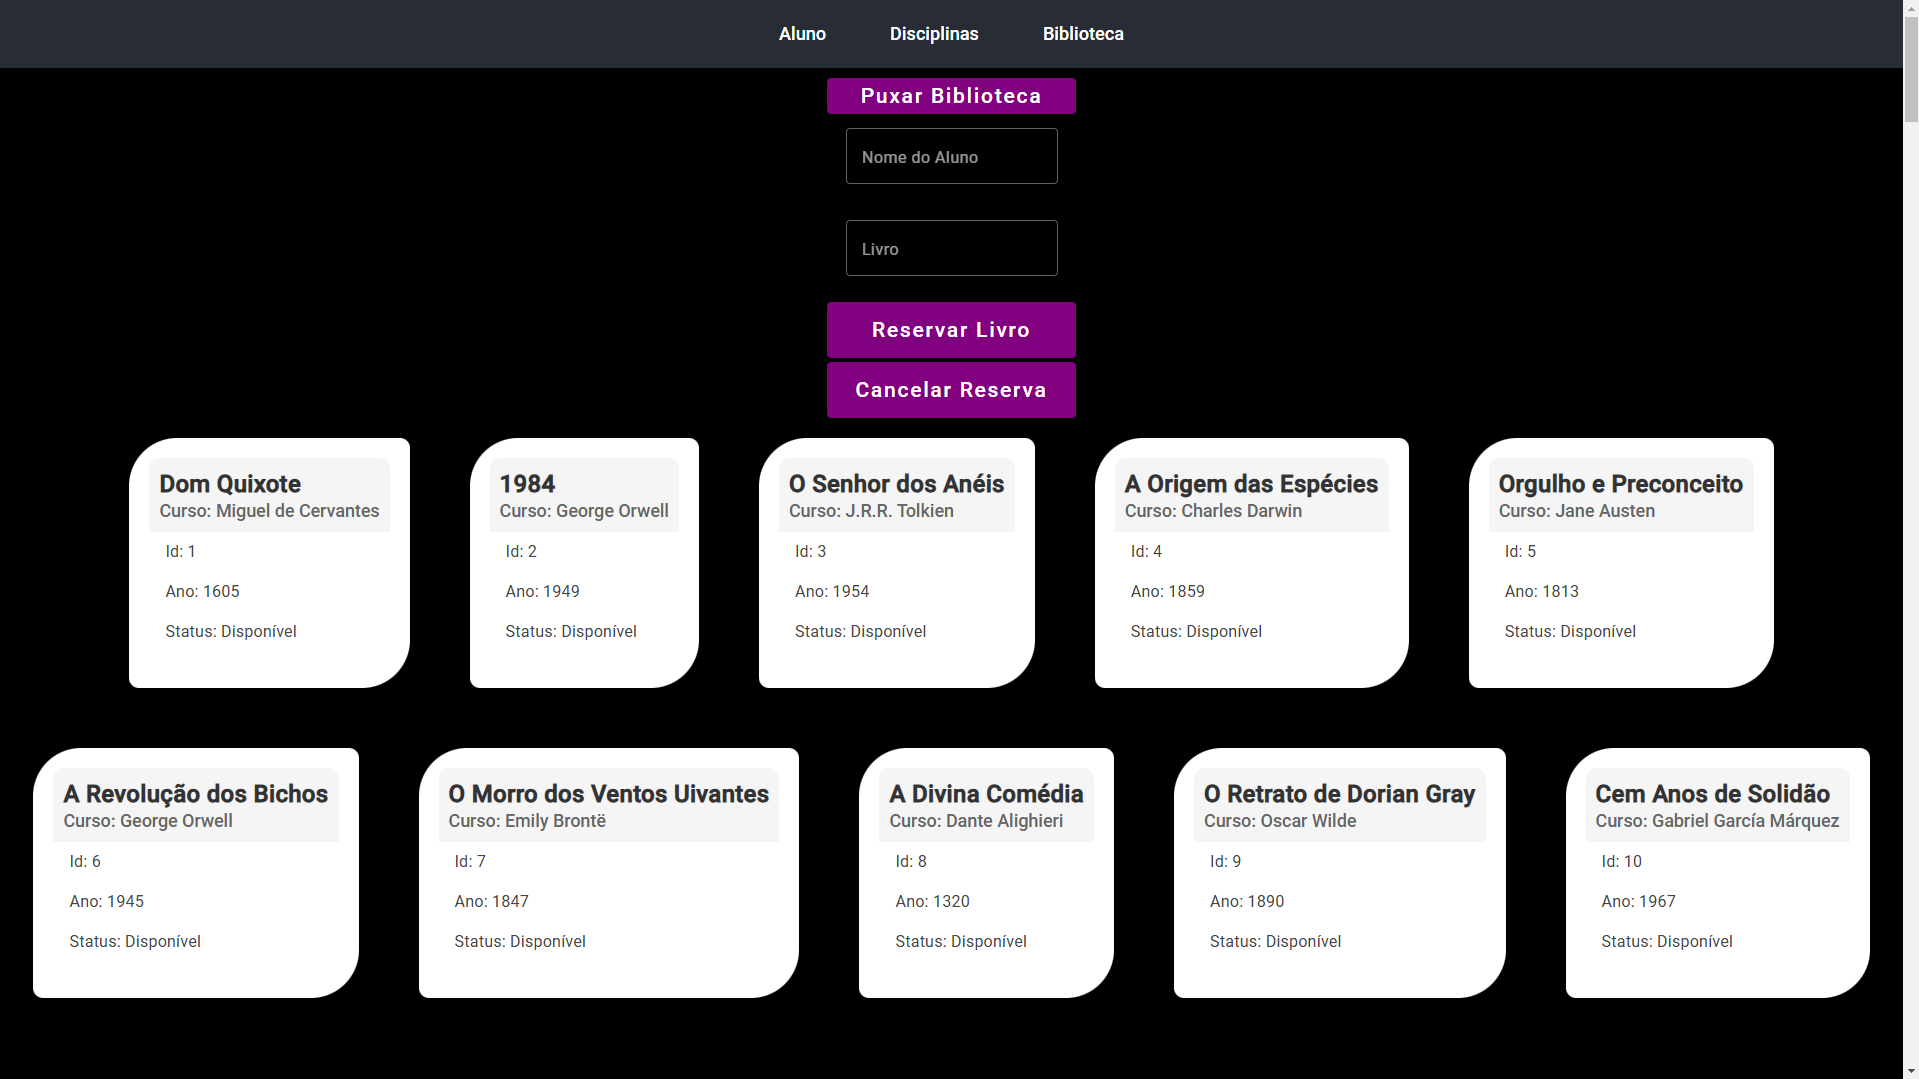 Aluno Disciplinas Biblioteca
Puxar Biblioteca
Nome do Aluno
Livro
Reservar Livro
Cancelar Reserva
Dom Quixote
Curso: Miguel de Cervantes
Id: 1
Ano: 1605
Status: Disponível
1984
Curso: George Orwell
Id: 2
Ano: 1949
Status: Disponível
O Senhor dos Anéis
Curso: J.R.R. Tolkien
Id: 3
Ano: 1954
Status: Disponível
A Origem das Espécies
Curso: Charles Darwin
Id: 4
Ano: 1859
Status: Disponível
Orgulho e Preconceito
Curso: Jane Austen
Id: 5
Ano: 1813
Status: Disponível
A Revolução dos Bichos
Curso: George Orwell
Id: 6
Ano: 1945
Status: Disponível
O Morro dos Ventos Uivantes
Curso: Emily Brontë
Id: 7
Ano: 1847
Status: Disponível
A Divina Comédia
Curso: Dante Alighieri
Id: 8
Ano: 1320
Status: Disponível
O Retrato de Dorian Gray
Curso: Oscar Wilde
Id: 9
Ano: 1890
Status: Disponível
Cem Anos de Solidão
Curso: Gabriel García Márquez
Id: 10
Ano: 1967
Status: Disponível